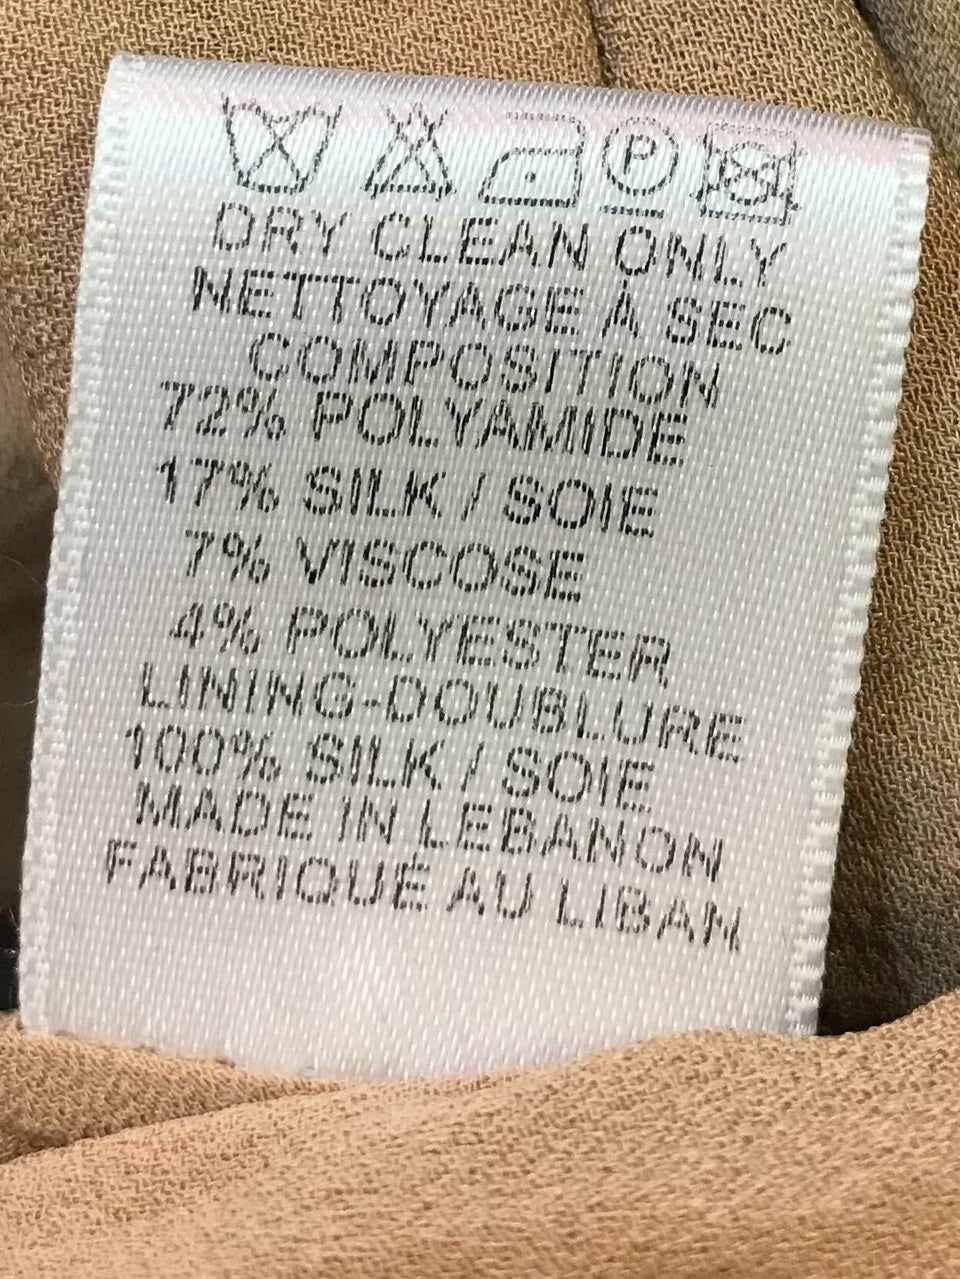 P
DRY CLEAN ONLY
NETTOYAGE À SEC
COMPOSITION
72% POLYAMIDE
17% SILK / SOIE
7% VISCOSE
4% POLYESTER
LINING-DOUBLURE
100% SILK / SOIE
MADE IN LEBANON
FABRIQUÉ AU LIBAN